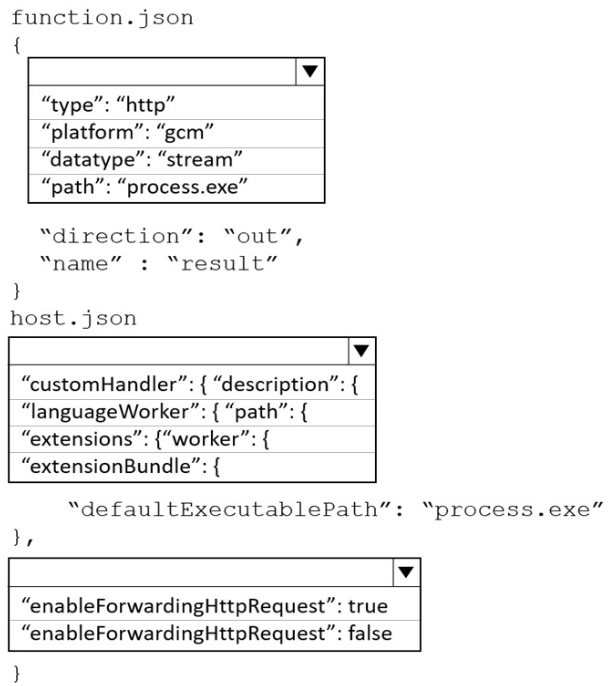 function.json
{
▼
“type”: “http”
“platform”: “gcm”
“datatype”: “stream”
“path”: “process.exe”
“direction”: “out”,
“name” : “result”
}
host.json
▼
“customHandler”: { “description”: {
“languageWorker”: { “path”: {
“extensions”: {“worker”: {
“extensionBundle”: {
“defaultExecutablePath”: “process.exe”
},
▼
“enableForwardingHttpRequest”: true
“enableForwardingHttpRequest”: false
}